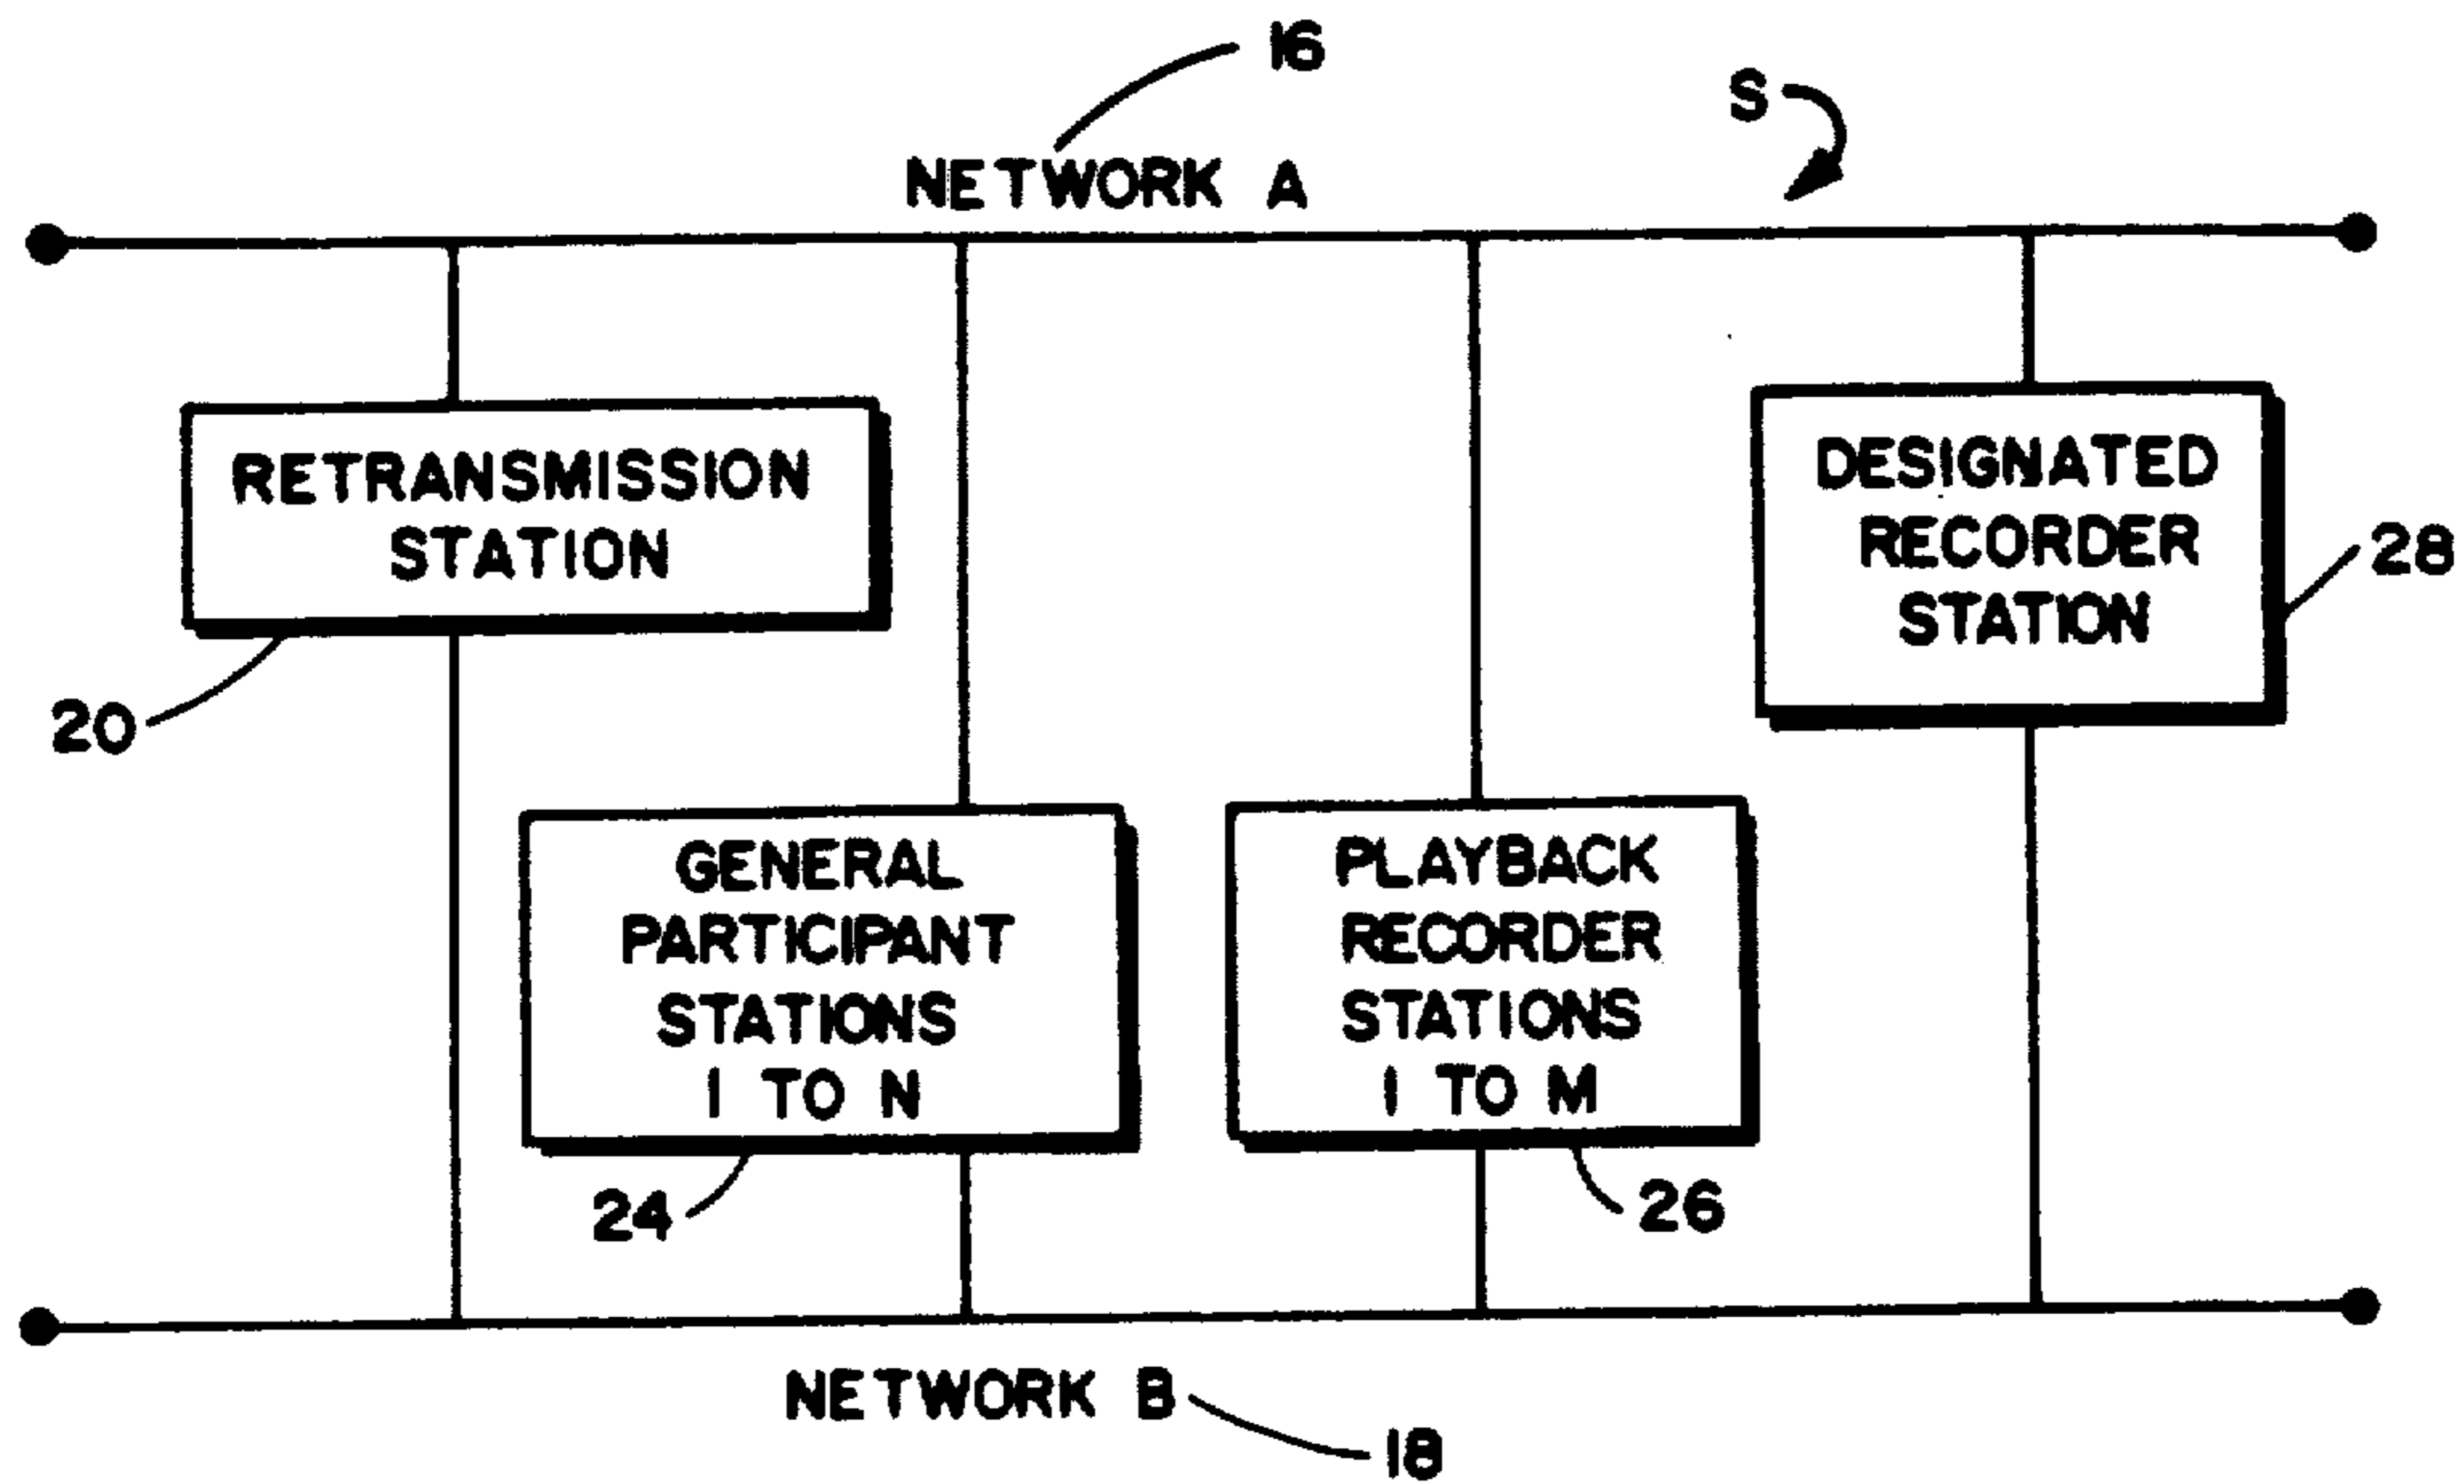 16
S
NETWORK A
RETRANSMISSION
STATION
20
DESIGNATED
RECORDER
STATION
28
GENERAL
PARTICIPANT
STATIONS
1 TO N
24
PLAYBACK
RECORDER
STATIONS
1 TO M
26
NETWORK B
18